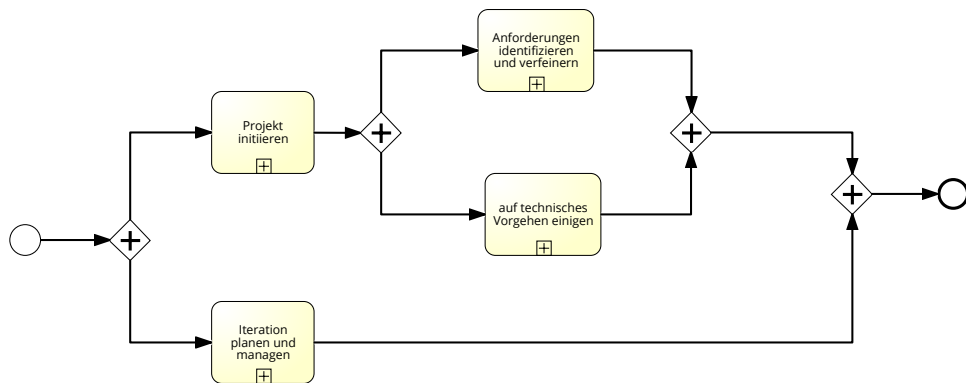 Anforderungen
identifizieren
und verfeinern
Projekt
initiieren
auf technisches
Vorgehen einigen
Iteration
planen und
managen